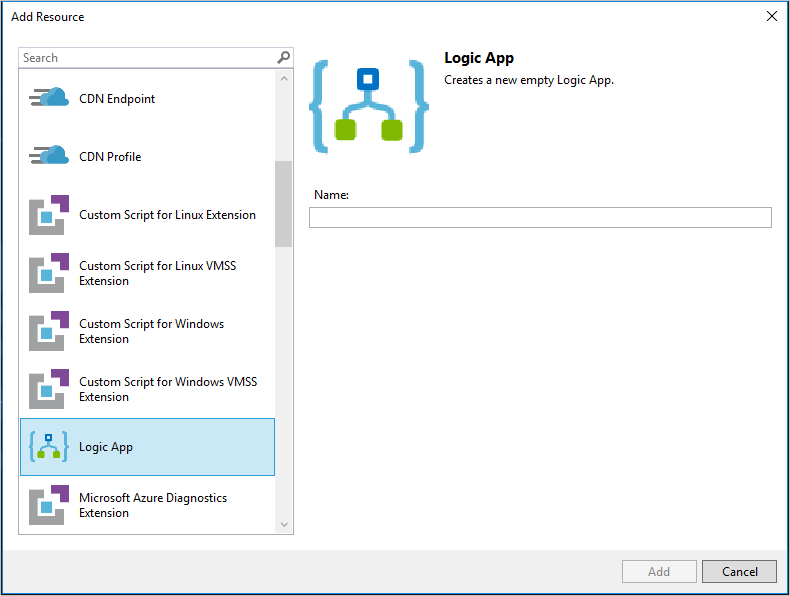 Add Resource
Search
CDN Endpoint
CDN Profile
Custom Script for Linux Extension
Custom Script for Linux VMSS
Extension
Custom Script for Windows
Extension
Custom Script for Windows VMSS
Extension
Logic App
Microsoft Azure Diagnostics
Extension
Logic App
Creates a new empty Logic App.
Name:
Add
Cancel